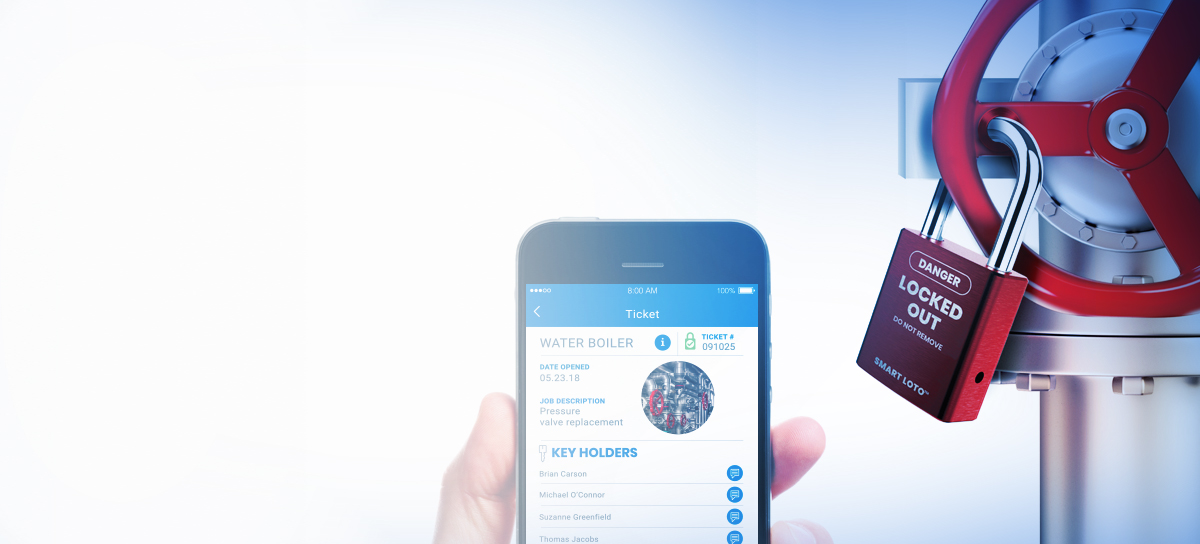 8:00 AM
100%
Ticket
WATER BOILER
i
TICKET #
091025
DATE OPENED
05.23.18
JOB DESCRIPTION
Pressure
valve replacement
KEY HOLDERS
Brian Carson
Michael O'Connor
Suzanne Greenfield
Thomas Jacobs
DANGER
LOCKED
OUT
DO NOT REMOVE
SMART LOTO™